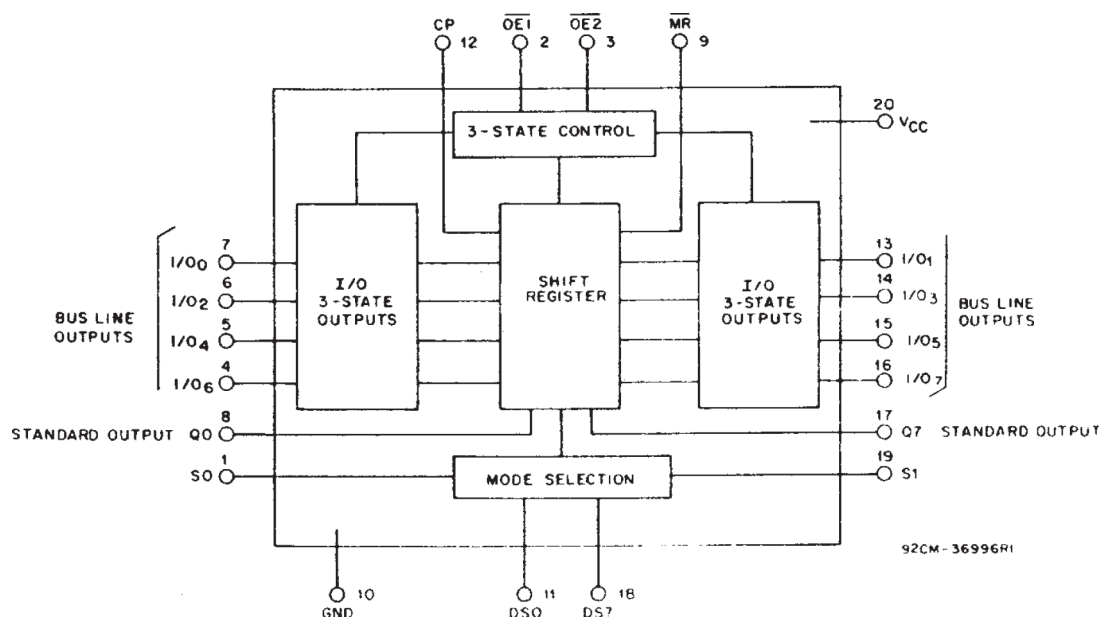 CP OE1 OE2 MR
12 2 3 9
20
VCC
3-STATE CONTROL
7
I/O0
6
I/O2
5
I/O4
4
I/O6
BUS LINE
OUTPUTS
I/O
3-STATE
OUTPUTS
SHIFT
REGISTER
I/O
3-STATE
OUTPUTS
13
I/O1
14
I/O3
15
I/O5
16
I/O7
BUS LINE
OUTPUTS
8
STANDARD OUTPUT Q0
17
Q7 STANDARD OUTPUT
1
S0
MODE SELECTION
19
S1
92CM-36996R1
10 11 18
GND DS0 DS7